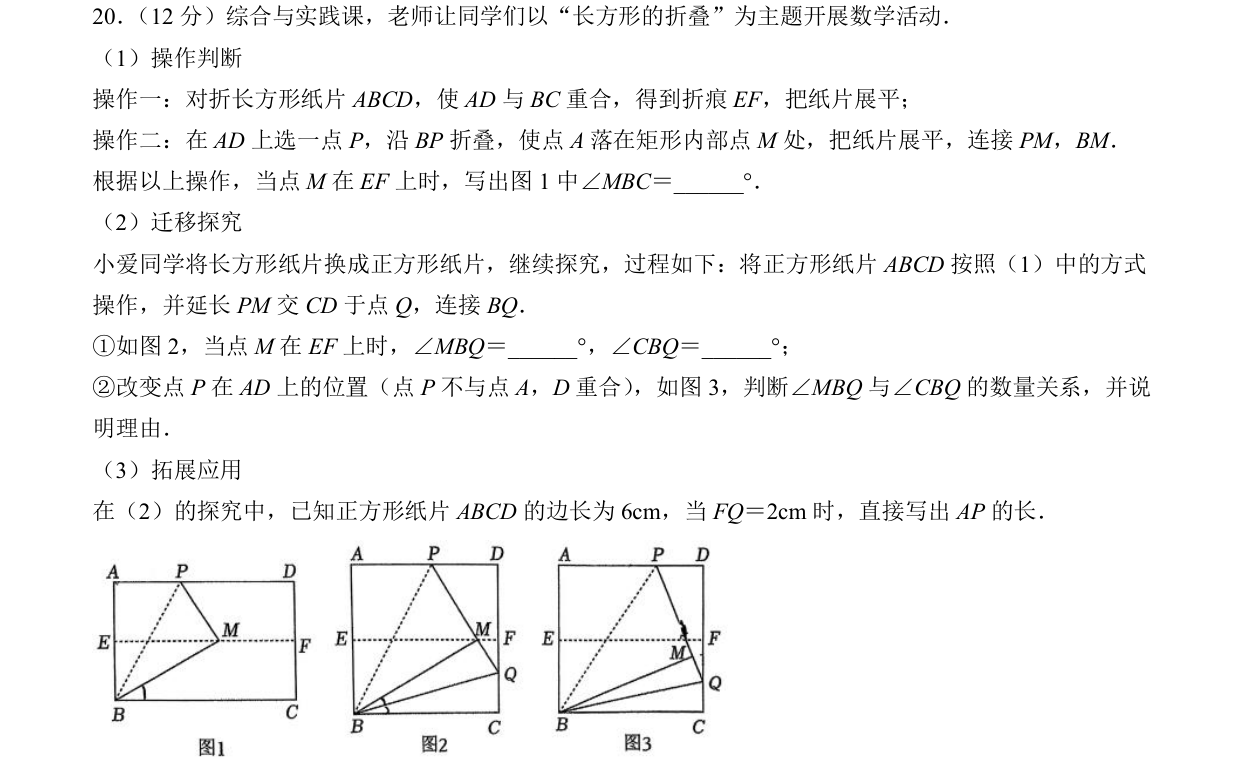 20.（12 分）综合与实践课，老师让同学们以“长方形的折叠”为主题开展数学活动．
（1）操作判断
操作一：对折长方形纸片 ABCD，使 AD 与 BC 重合，得到折痕 EF，把纸片展平；
操作二：在 AD 上选一点 P，沿 BP 折叠，使点 A 落在矩形内部点 M 处，把纸片展平，连接 PM，BM．
根据以上操作，当点 M 在 EF 上时，写出图 1 中∠MBC＝______°．
（2）迁移探究
小爱同学将长方形纸片换成正方形纸片，继续探究，过程如下：将正方形纸片 ABCD 按照（1）中的方式
操作，并延长 PM 交 CD 于点 Q，连接 BQ．
①如图 2，当点 M 在 EF 上时，∠MBQ＝______°，∠CBQ＝______°；
②改变点 P 在 AD 上的位置（点 P 不与点 A，D 重合），如图 3，判断∠MBQ 与∠CBQ 的数量关系，并说
明理由．
（3）拓展应用
在（2）的探究中，已知正方形纸片 ABCD 的边长为 6cm，当 FQ＝2cm 时，直接写出 AP 的长．
A P D
E M F
B C
图1
A P D
E M F
Q
B C
图2
A P D
E F
M
Q
B C
图3